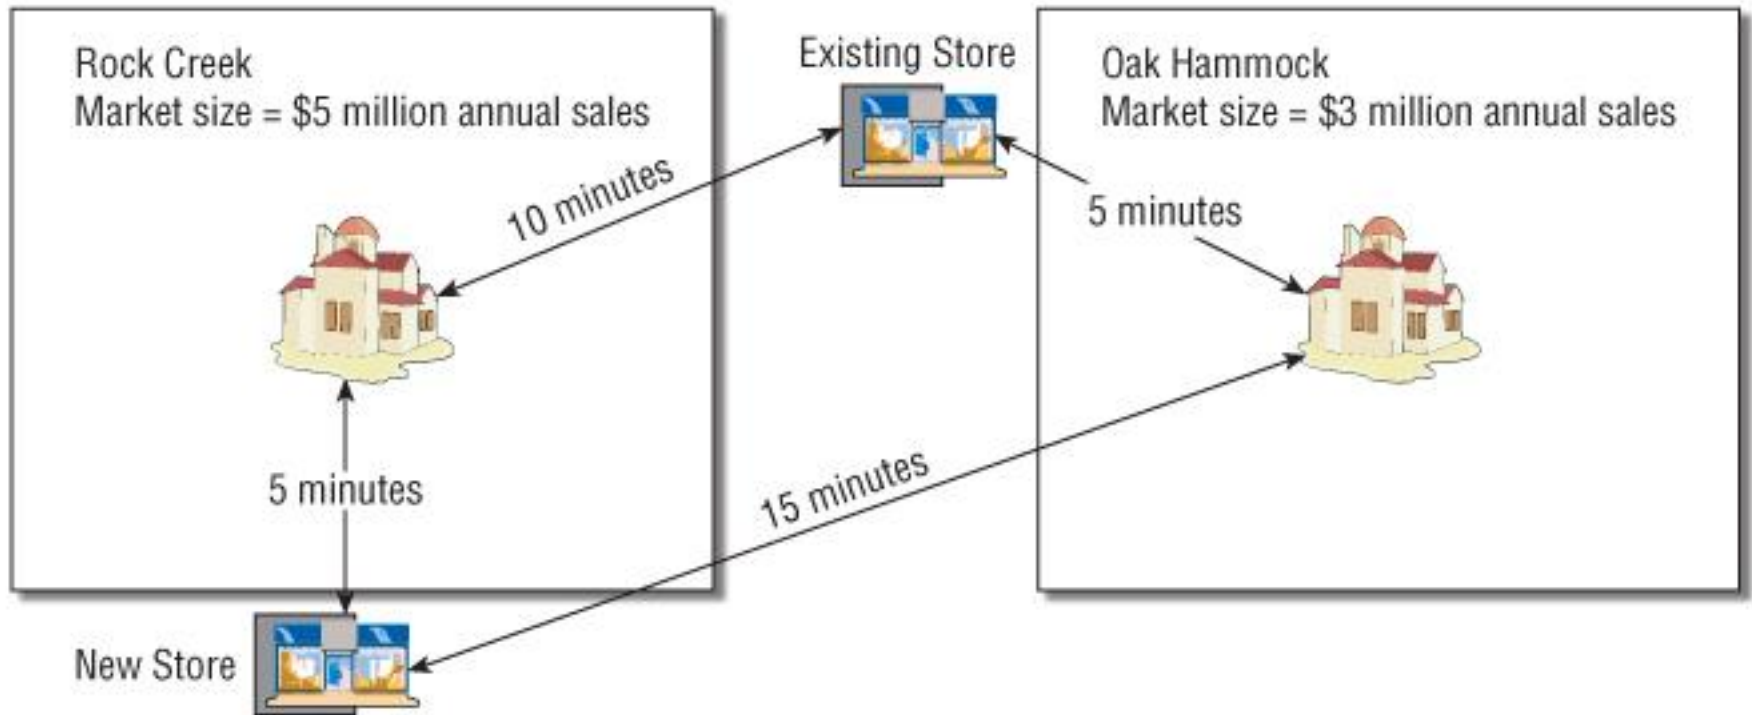 Rock Creek
Market size = $5 million annual sales
Existing Store
Oak Hammock
Market size = $3 million annual sales
10 minutes
5 minutes
5 minutes
15 minutes
New Store